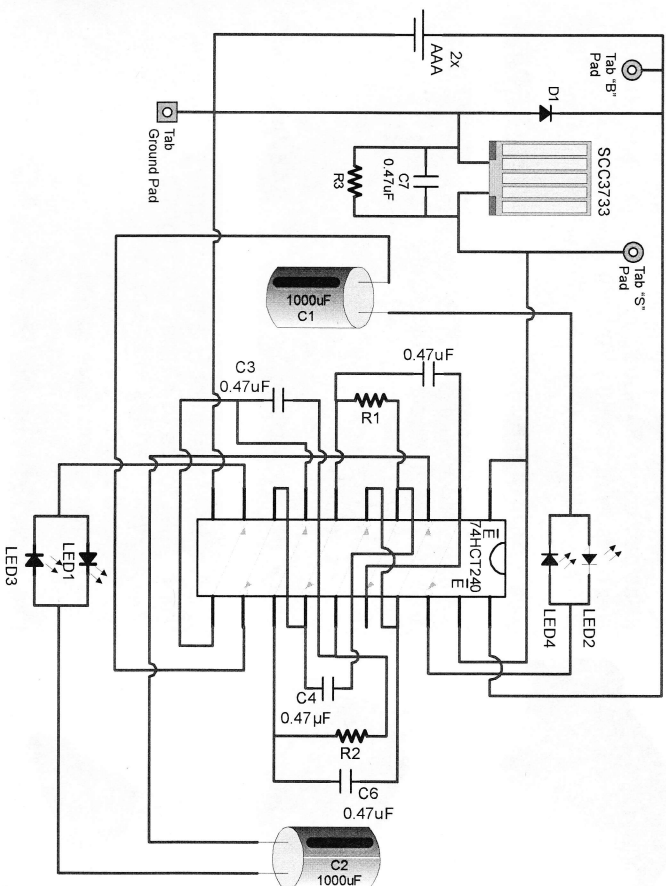 2x
AAA
Tab "B"
Pad
D1
Tab
Ground Pad
SCC3733
C7
0.47uF
R3
Tab "S"
Pad
1000uF
C1
0.47uF
C3
0.47uF
R1
E
74HCT240
E
LED2
LED4
LED1
LED3
C4
0.47µF
R2
C6
0.47uF
C2
1000uF